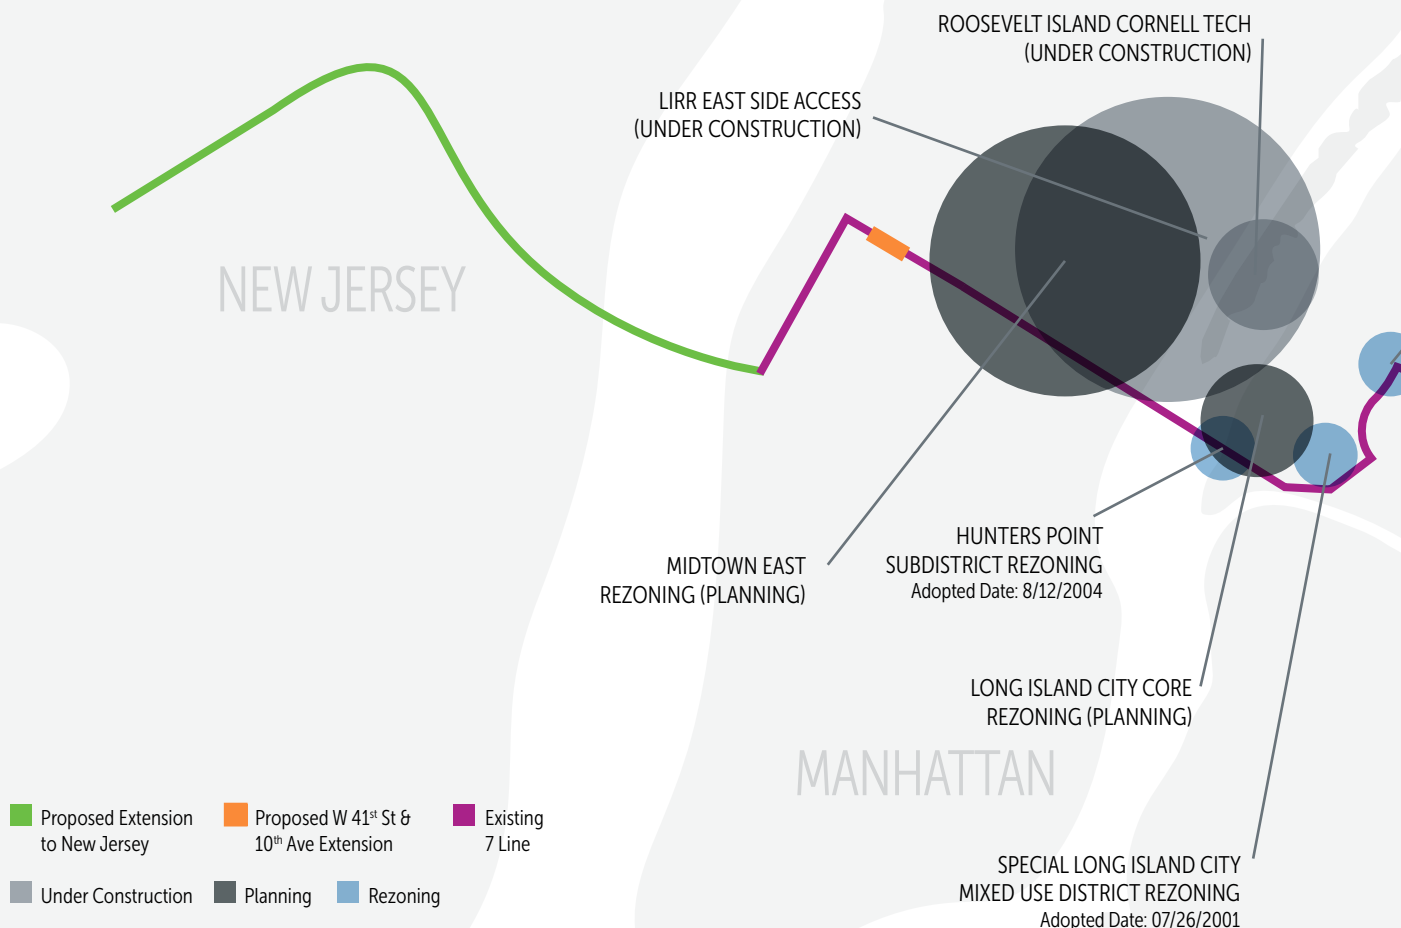 ROOSEVELT ISLAND CORNELL TECH
(UNDER CONSTRUCTION)
LIRR EAST SIDE ACCESS
(UNDER CONSTRUCTION)
NEW JERSEY
MIDTOWN EAST
REZONING (PLANNING)
HUNTERS POINT
SUBDISTRICT REZONING
Adopted Date: 8/12/2004
LONG ISLAND CITY CORE
REZONING (PLANNING)
MANHATTAN
SPECIAL LONG ISLAND CITY
MIXED USE DISTRICT REZONING
Adopted Date: 07/26/2001
Proposed Extension
to New Jersey
Proposed W 41st St &
10th Ave Extension
Existing
7 Line
Under Construction
Planning
Rezoning